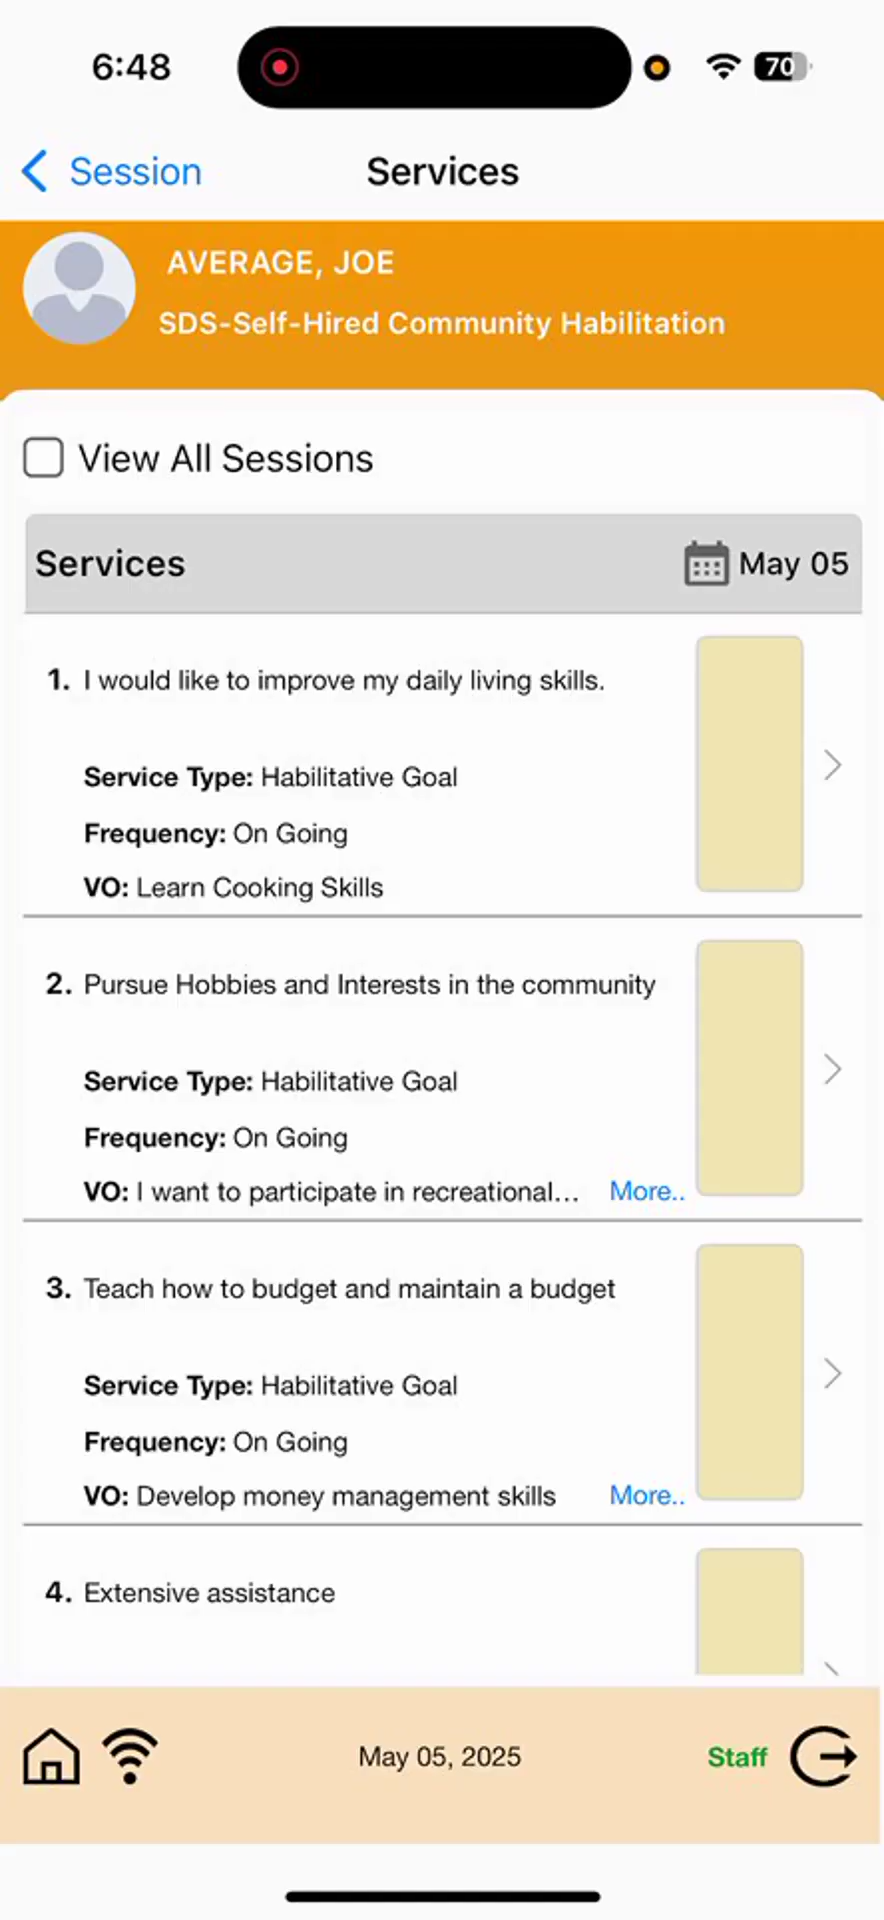 6:48
70
Session
Services
AVERAGE, JOE
SDS-Self-Hired Community Habilitation
View All Sessions
Services
May 05
1. I would like to improve my daily living skills.
Service Type: Habilitative Goal
Frequency: On Going
VO: Learn Cooking Skills
2. Pursue Hobbies and Interests in the community
Service Type: Habilitative Goal
Frequency: On Going
VO: I want to participate in recreational... More..
3. Teach how to budget and maintain a budget
Service Type: Habilitative Goal
Frequency: On Going
VO: Develop money management skills More..
4. Extensive assistance
May 05, 2025
Staff